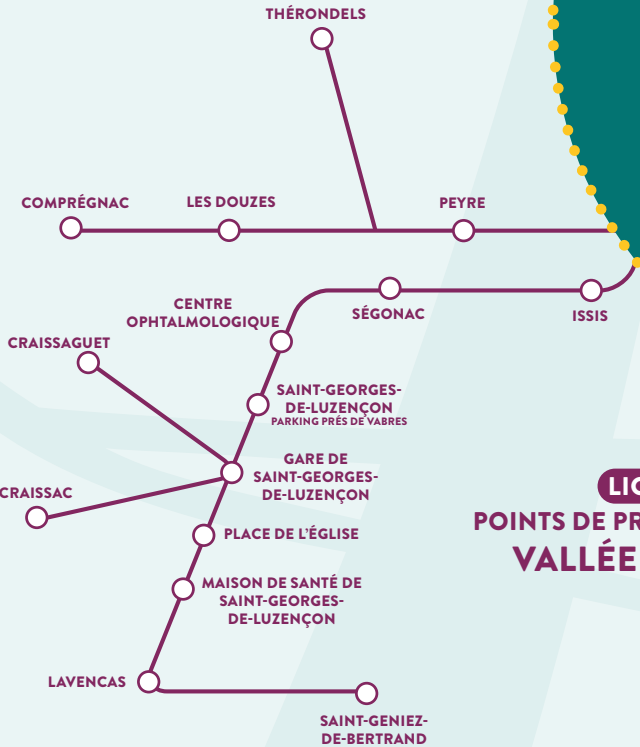 THÉRONDELS
COMPRÉGNAC
LES DOUZES
PEYRE
CENTRE
OPHTALMOLOGIQUE
SÉGONAC
ISSIS
CRAISSAGUET
SAINT-GEORGES-
DE-LUZENÇON
PARKING PRÉS DE VABRES
GARE DE
SAINT-GEORGES-
DE-LUZENÇON
CRAISSAC
PLACE DE L’ÉGLISE
MAISON DE SANTÉ DE
SAINT-GEORGES-
DE-LUZENÇON
LAVENCAS
SAINT-GENIEZ-
DE-BERTRAND
POINTS DE
VALLÉE